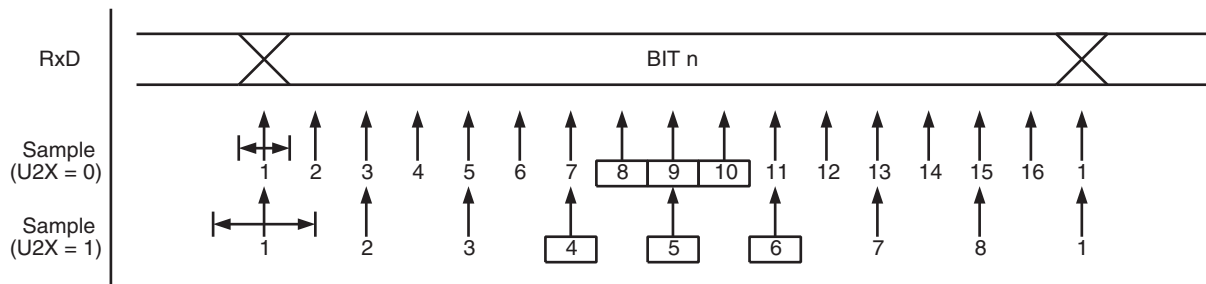 RxD BIT n
Sample
(U2X = 0) 1 2 3 4 5 6 7 8 9 10 11 12 13 14 15 16 1
Sample
(U2X = 1) 1 2 3 4 5 6 7 8 1